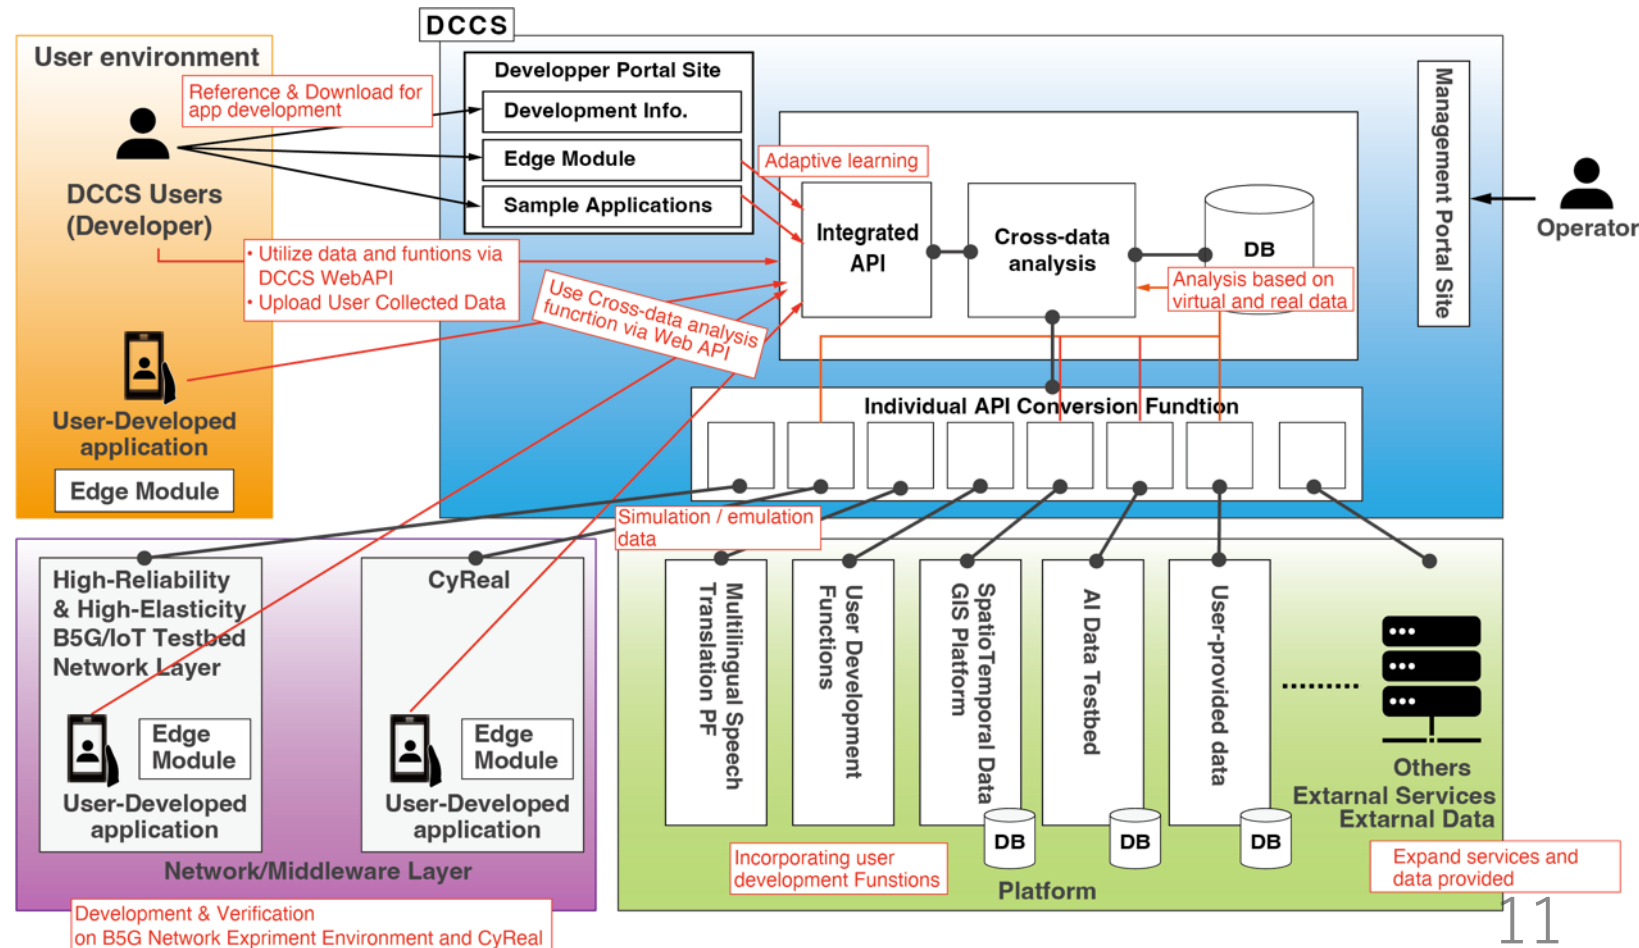 DCCS
User environment
Reference & Download for
app development
DCCS Users
(Developer)
• Utilize data and funtions via
DCCS WebAPI
• Upload User Collected Data
User-Developed
application
Edge Module
Developper Portal Site
Development Info.
Edge Module
Sample Applications
Adaptive learning
Integrated
API
Cross-data
analysis
DB
Analysis based on
virtual and real data
Use Cross-data analysis
funcrtion via Web API
Management Portal Site
Operator
Individual API Conversion Fundtion
Simulation / emulation
data
High-Reliability
& High-Elasticity
B5G/IoT Testbed
Network Layer
Edge
Module
User-Developed
application
CyReal
Edge
Module
User-Developed
application
Network/Middleware Layer
Development & Verification
on B5G Network Expriment Environment and CyReal
Multilingual Speech
Translation PF
User Development
Functions
SpatioTemporal Data
GIS Platform
DB
AI Data Testbed
DB
User-provided data
DB
Others
Extarnal Services
Extarnal Data
Incorporating user
development Funstions
Platform
Expand services and
data provided
11